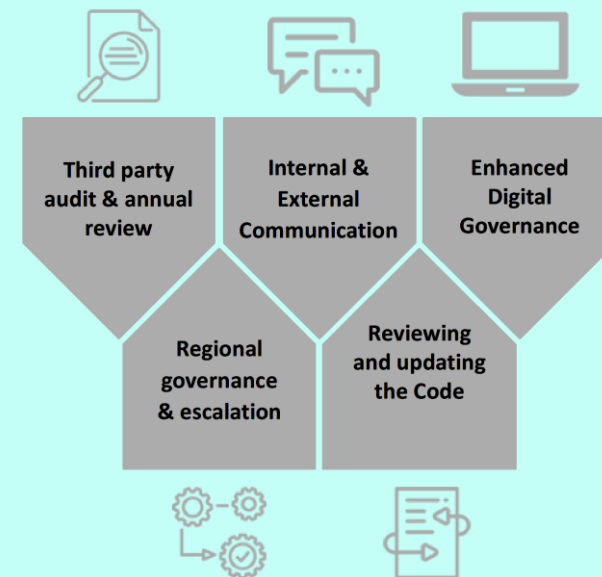 Third party
audit & annual
review
Internal &
External
Communication
Enhanced
Digital
Governance
Regional
governance
& escalation
Reviewing
and updating
the Code